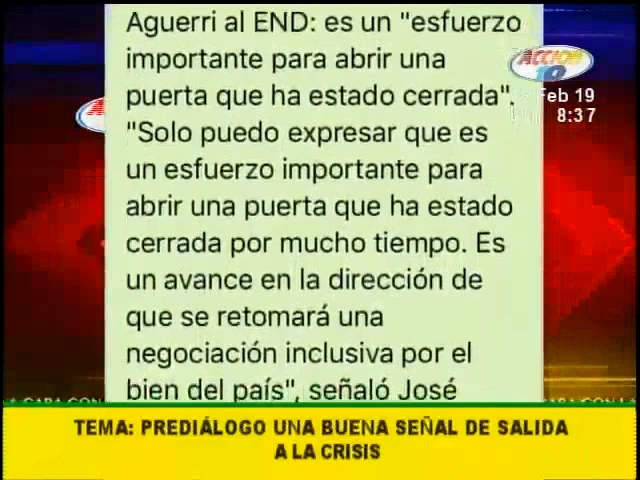 Aguerri al END: es un "esfuerzo
importante para abrir una
puerta que ha estado cerrada".
"Solo puedo expresar que es
un esfuerzo importante para
abrir una puerta que ha estado
cerrada por mucho tiempo. Es
un avance en la dirección de
que se retomará una
negociación inclusiva por el
bien del país", señaló José
ACCION
10
Feb 19
8:37
TEMA: PREDIÁLOGO UNA BUENA SEÑAL DE SALIDA
A LA CRISIS